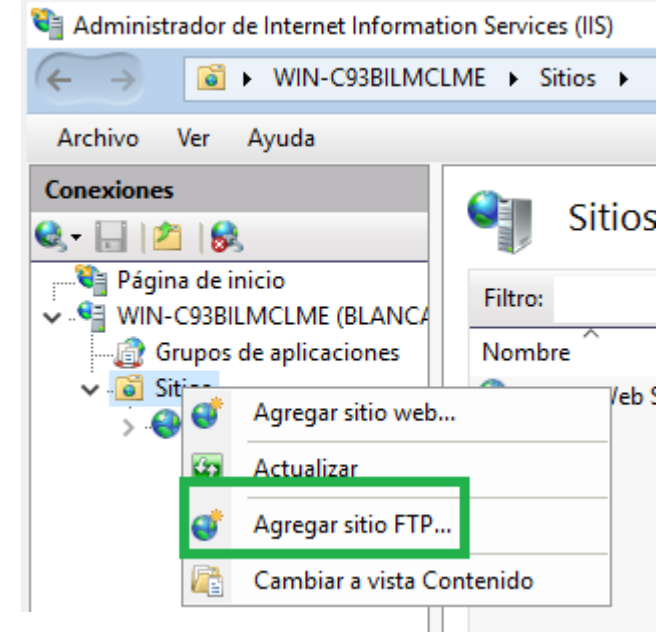 Administrador de Internet Information Services (IIS)
WIN-C93BILMCLME Sitios
Archivo Ver Ayuda
Conexiones
Sitios
Página de inicio
Filtro:
WIN-C93BILMCLME (BLANCA
Grupos de aplicaciones
Nombre
Agregar sitio web...
Actualizar
Agregar sitio FTP...
Cambiar a vista Contenido